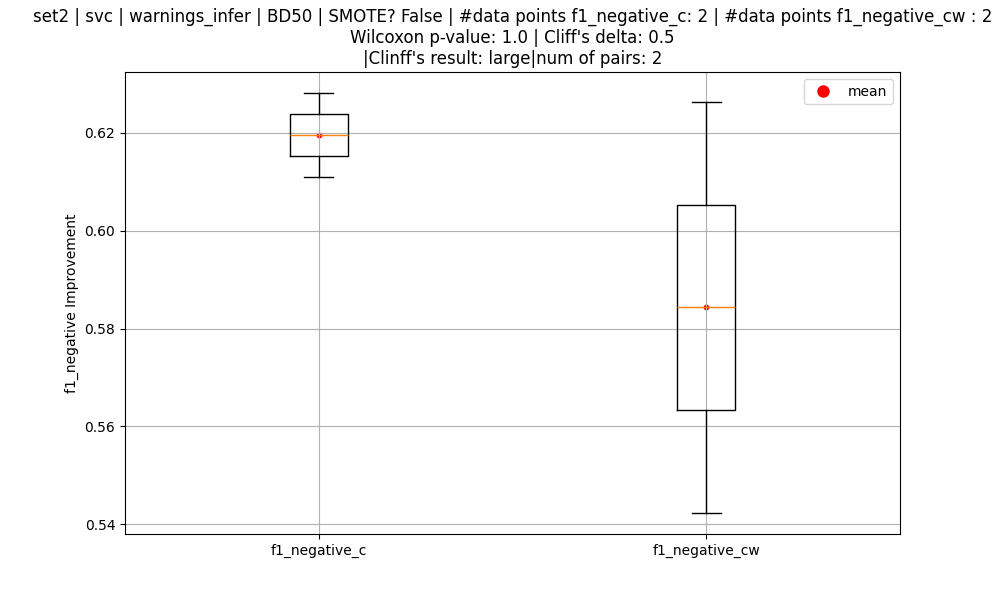 set2 | svc | warnings_infer | BD50 | SMOTE? False | #data points f1_negative_c: 2 | #data points f1_negative_cw : 2
Wilcoxon p-value: 1.0 | Cliff's delta: 0.5
|Clinff's result: large|num of pairs: 2
mean
f1_negative Improvement
0.62
0.60
0.58
0.56
0.54
f1_negative_c
f1_negative_cw